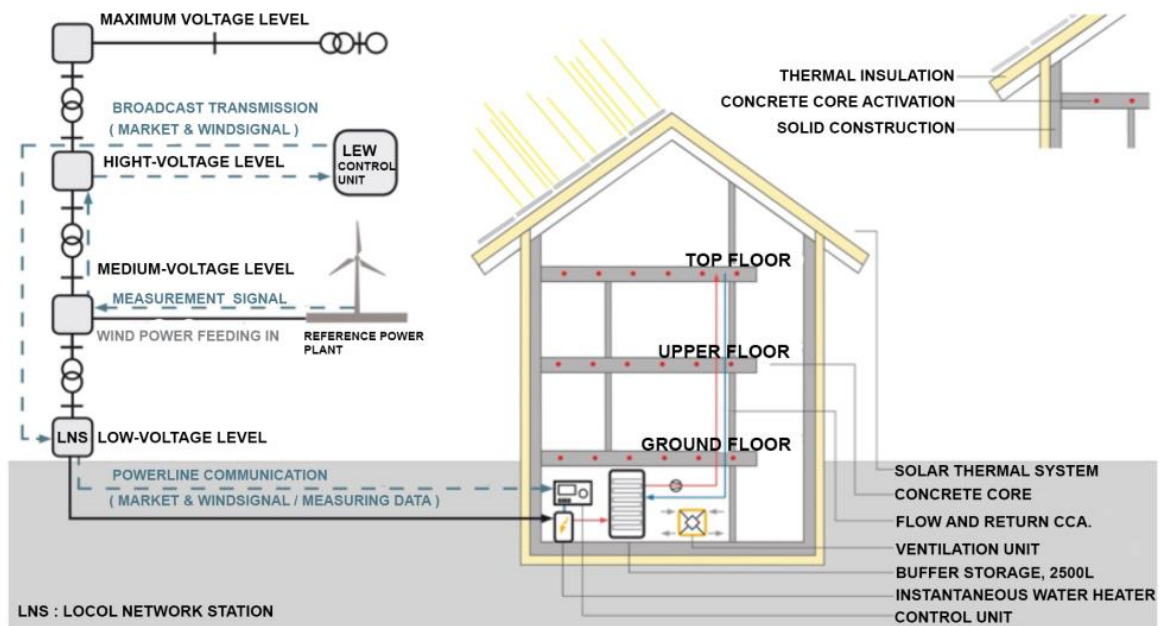 MAXIMUM VOLTAGE LEVEL
BROADCAST TRANSMISSION
( MARKET & WINDSIGNAL )
HIGHT-VOLTAGE LEVEL
LEW
CONTROL
UNIT
MEDIUM-VOLTAGE LEVEL
MEASUREMENT SIGNAL
WIND POWER FEEDING IN
REFERENCE POWER
PLANT
LNS
LOW-VOLTAGE LEVEL
POWERLINE COMMUNICATION
( MARKET & WINDSIGNAL / MEASURING DATA )
LNS : LOCOL NETWORK STATION
THERMAL INSULATION
CONCRETE CORE ACTIVATION
SOLID CONSTRUCTION
TOP FLOOR
UPPER FLOOR
GROUND FLOOR
SOLAR THERMAL SYSTEM
CONCRETE CORE
FLOW AND RETURN CCA.
VENTILATION UNIT
BUFFER STORAGE, 2500L
INSTANTANEOUS WATER HEATER
CONTROL UNIT